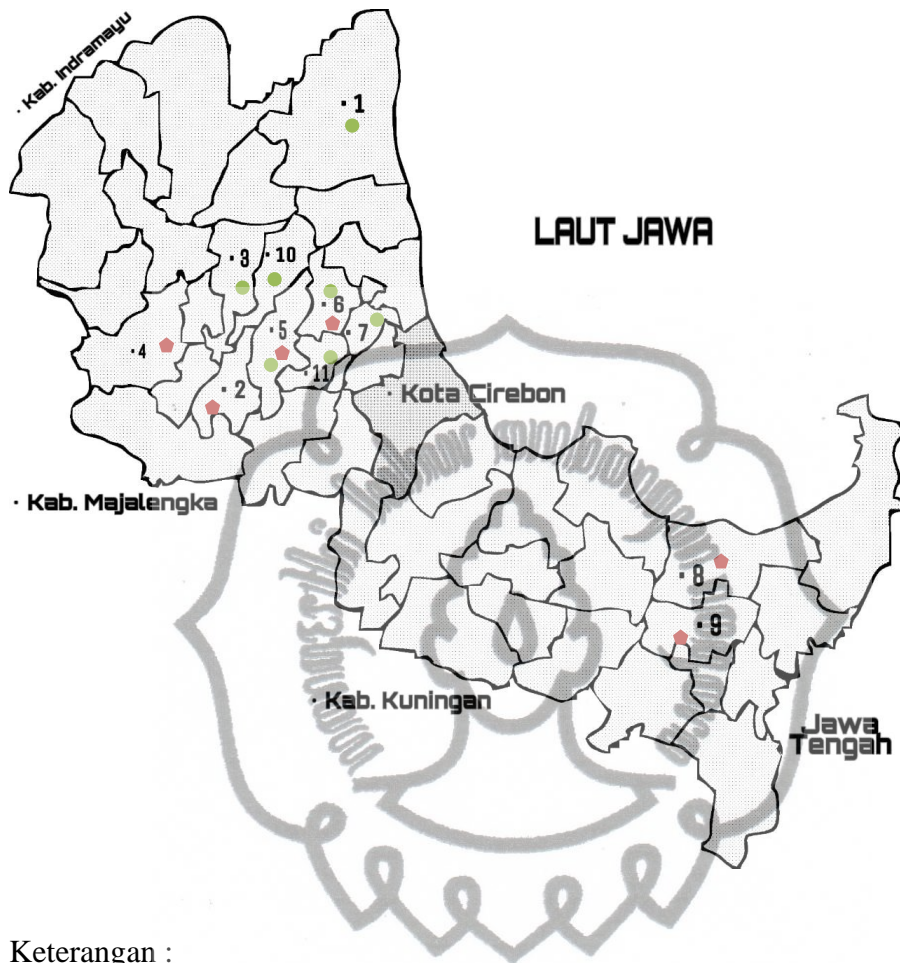 · Kab. Indramayu
· 1
LAUT JAWA
· 3
· 10
· 6
· 5
· 7
· 4
· 11
· 2
· Kota Cirebon
· Kab. Majalengka
· 8
· 9
· Kab. Kuningan
Jawa
Tengah
Keterangan :